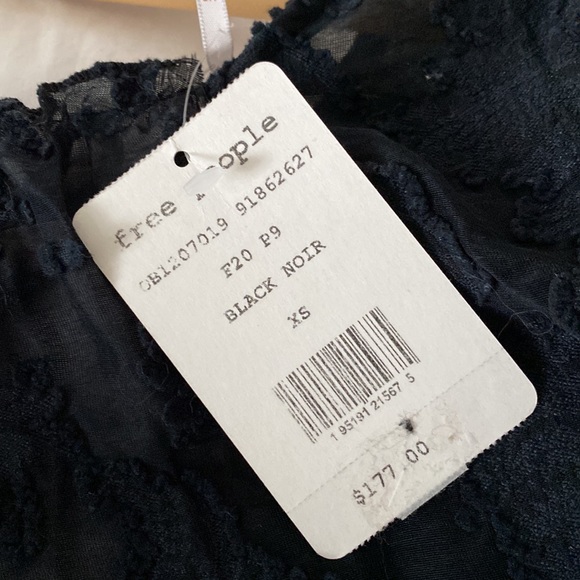 free people
OB1207019 91862627
F20 P9
BLACK NOIR
XS
1 95191 21567 5
$177.00